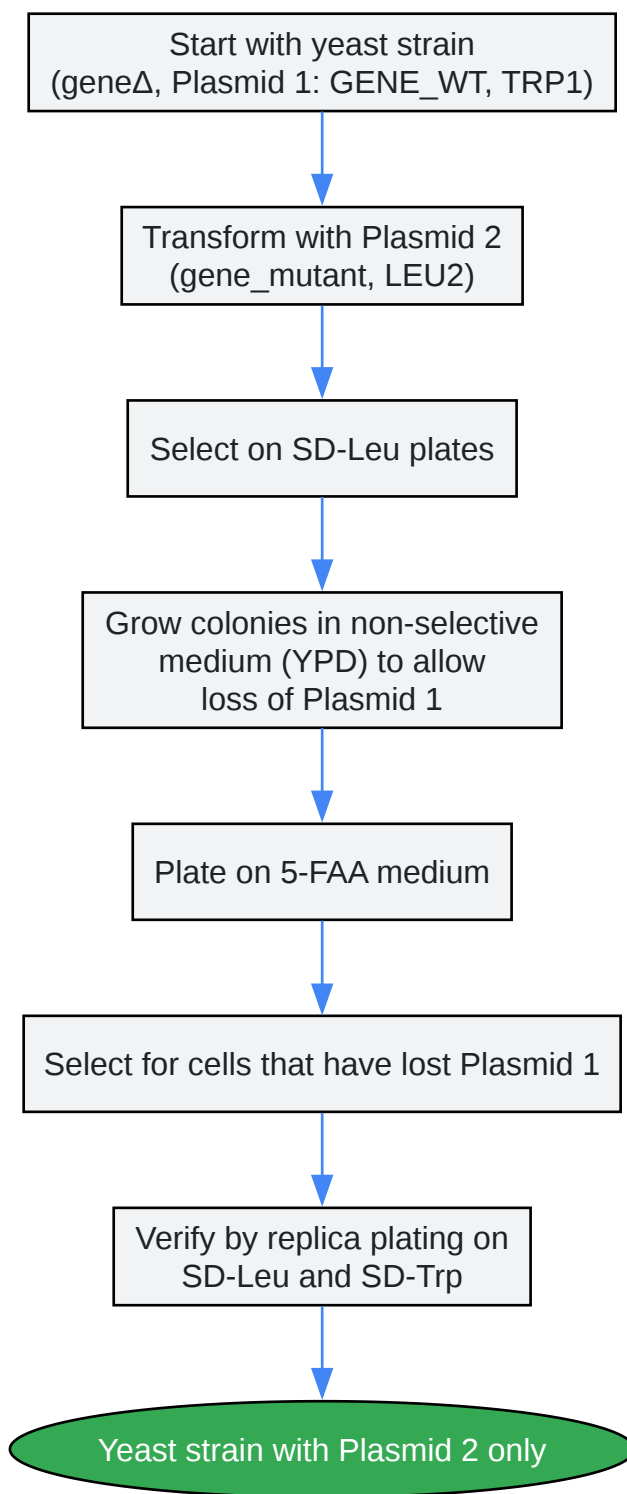 Start with yeast strain
(geneΔ, Plasmid 1: GENE_WT, TRP1)
Transform with Plasmid 2
(gene_mutant, LEU2)
Select on SD-Leu plates
Grow colonies in non-selective
medium (YPD) to allow
loss of Plasmid 1
Plate on 5-FAA medium
Select for cells that have lost Plasmid 1
Verify by replica plating on
SD-Leu and SD-Trp
Yeast strain with Plasmid 2 only